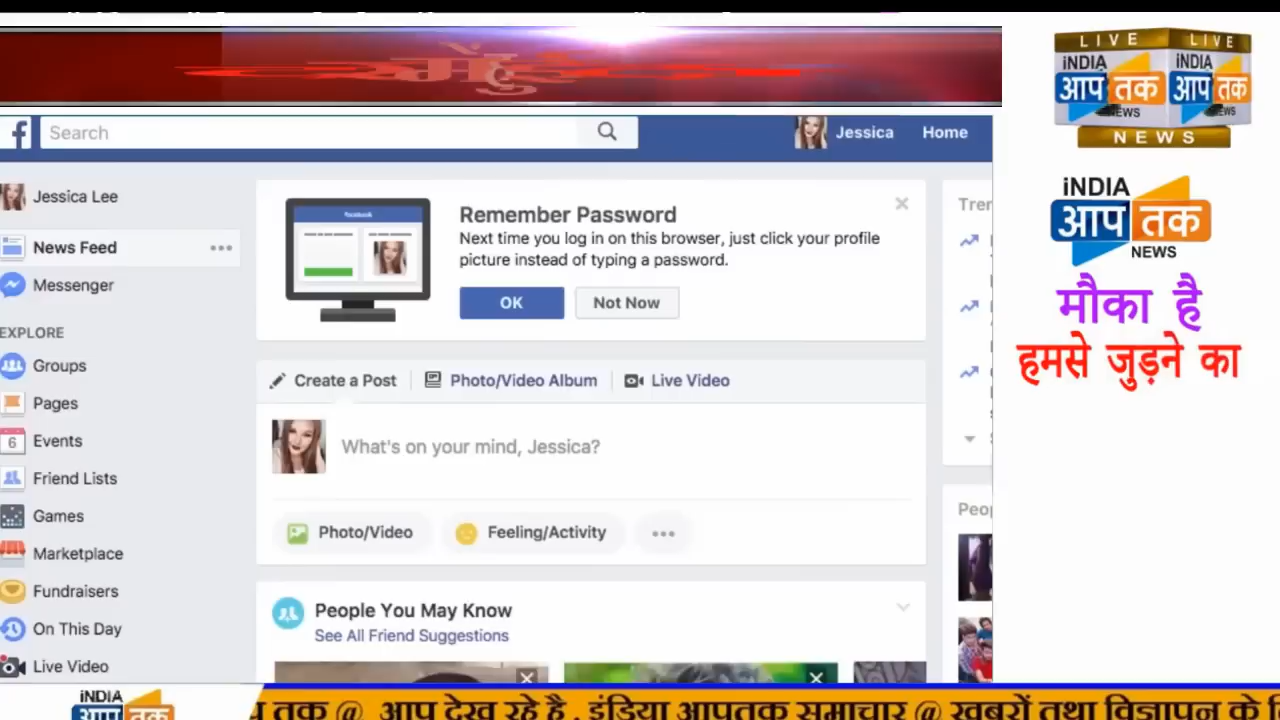 LIVE LIVE
iNDIA iNDIA
आप तक आप तक
NEWS NEWS
NEWS
f Search Jessica Home
iNDIA
आप तक
NEWS
मौका है
हमसे जुड़ने का
Jessica Lee
News Feed
Messenger
EXPLORE
Groups
Pages
Events
6
Friend Lists
Games
Marketplace
Fundraisers
On This Day
Live Video
facebook
Remember Password
Next time you log in on this browser, just click your profile
picture instead of typing a password.
OK Not Now
Create a Post Photo/Video Album Live Video
What's on your mind, Jessica?
Photo/Video Feeling/Activity
People You May Know
See All Friend Suggestions
iNDIA
आप तक
तक @ आप देख रहे है . इंडिया आपतक समाचार @ खबरों तथा विज्ञापन के